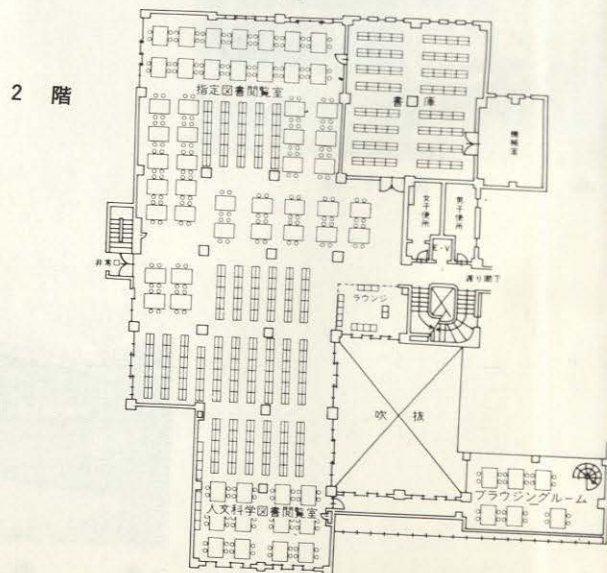 2 階
指定図書閲覧室
書庫
機械室
女子便所
男子便所
E・V
非常口
渡り廊下
ラウンジ
吹抜
ブラウジングルーム
人文科学図書閲覧室